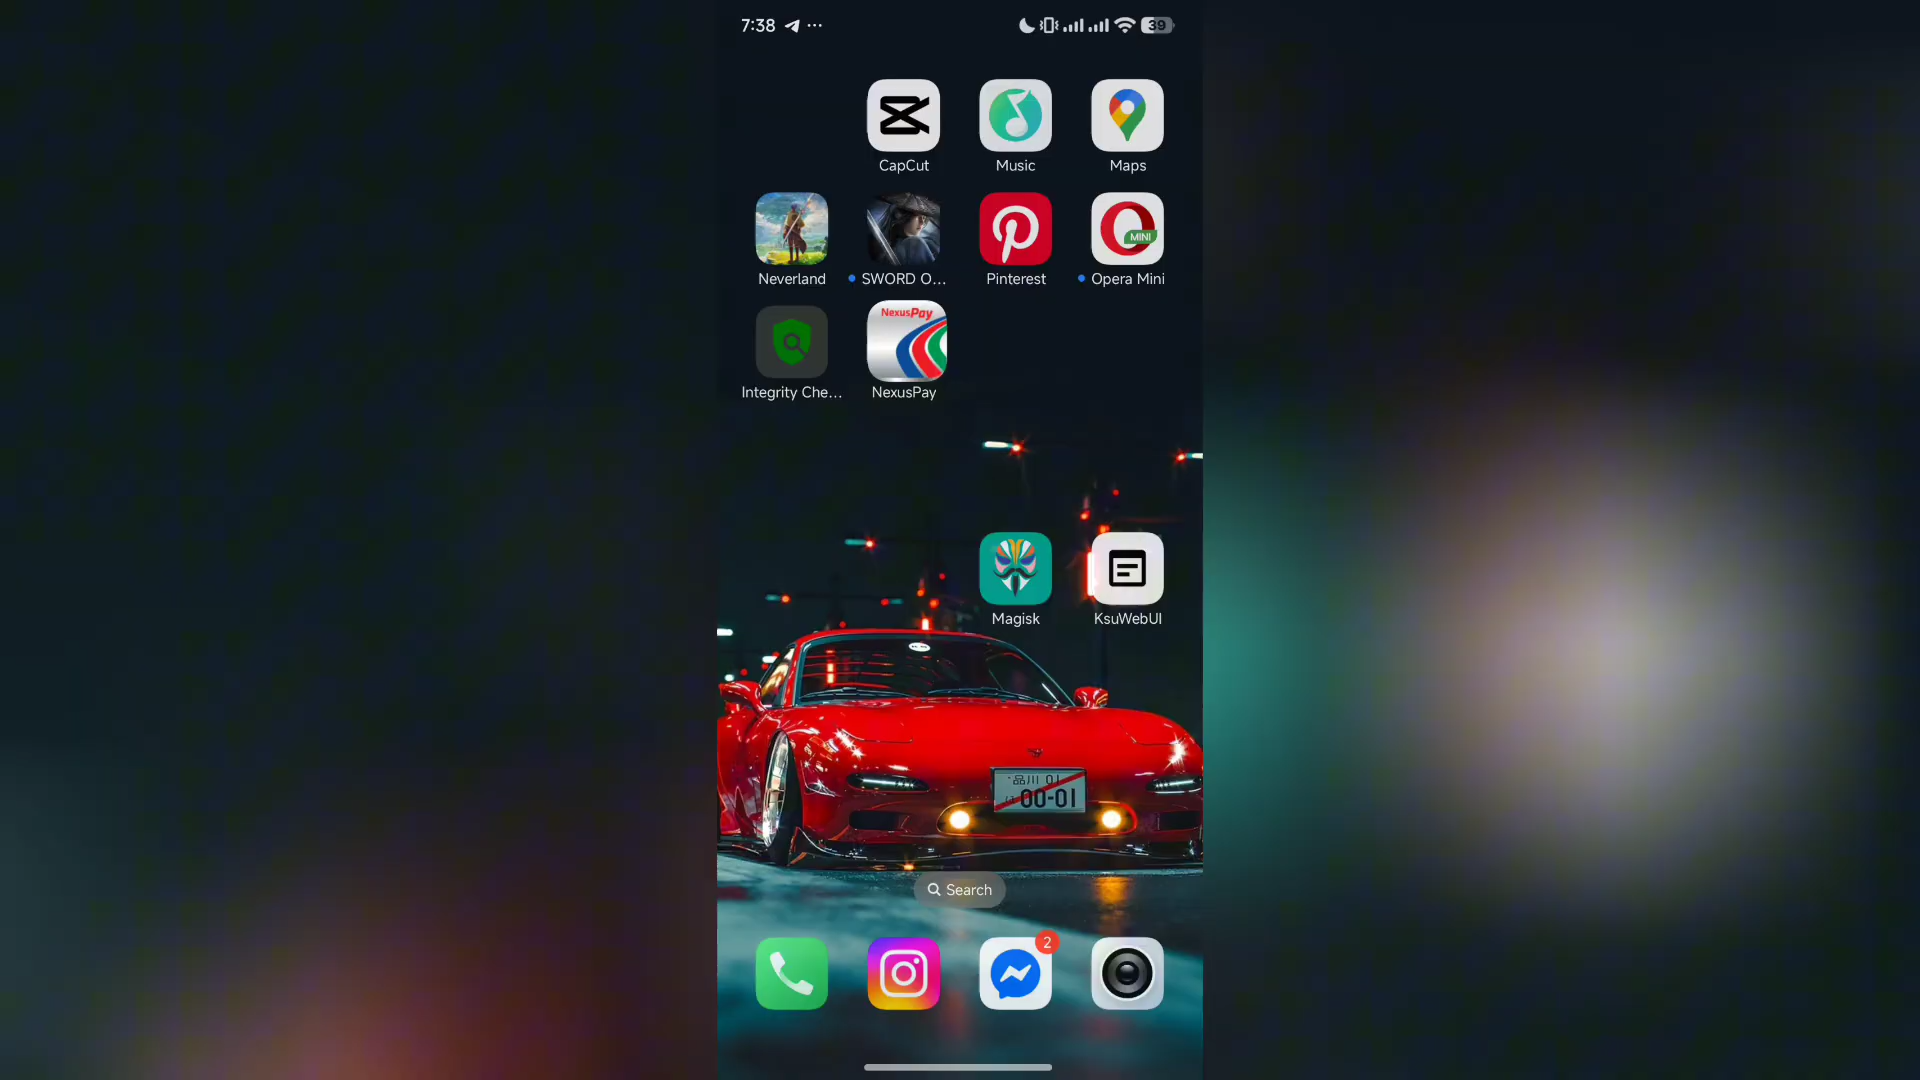 7:38 ...
39
CapCut
Music
Maps
MINI
Neverland
SWORD O...
Pinterest
Opera Mini
NexusPay
Integrity Che...
NexusPay
Magisk
KsuWebUI
00-01
Search
2